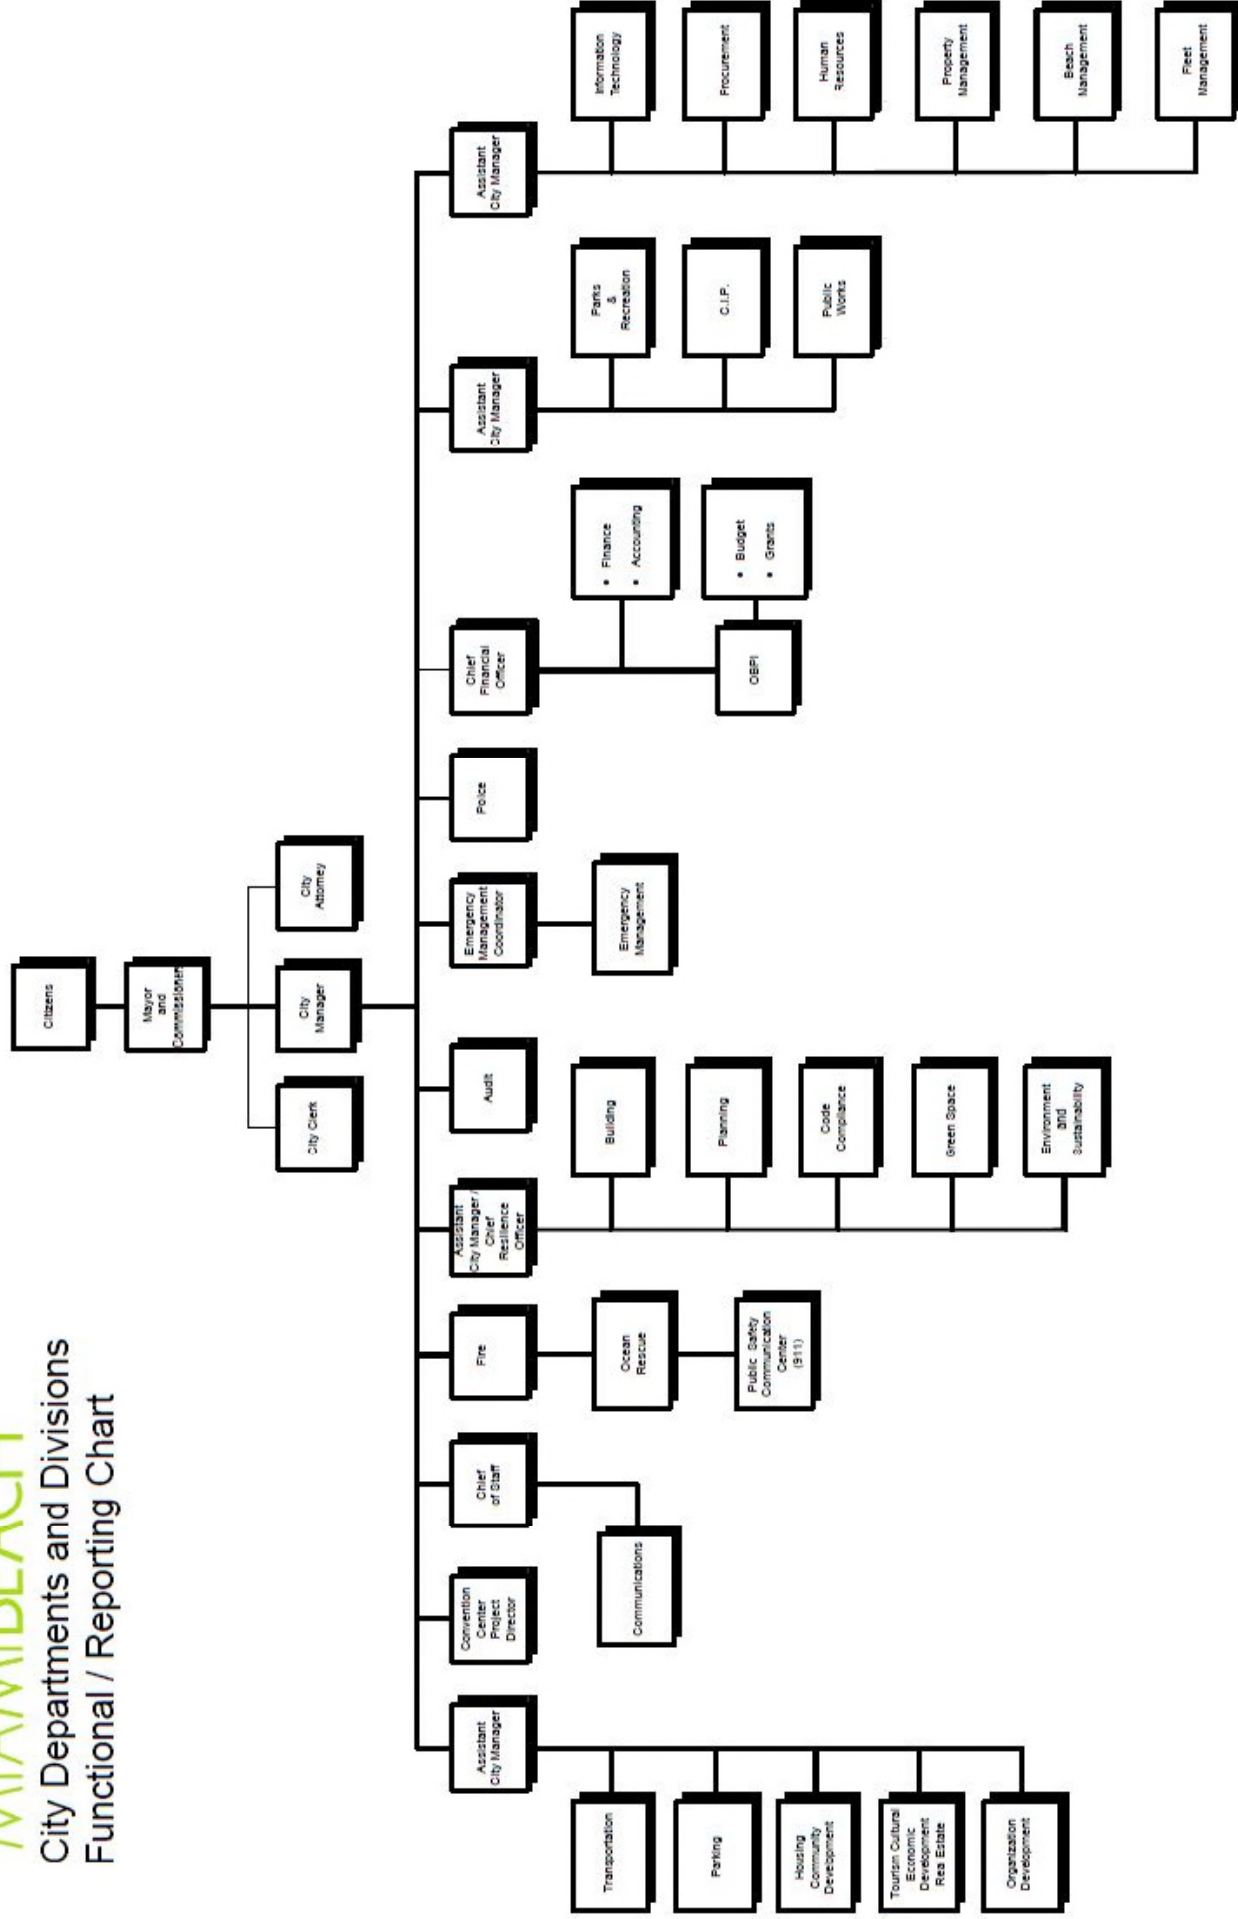 MIAMIBEACH
City Departments and Divisions
Functional / Reporting Chart
Citizens
Mayor
and
Commissioners
City Clerk
City
Manager
City
Attorney
Assistant
City Manager
Convention
Center
Project
Director
Chief
of Staff
Fire
Assistant
City Manager /
Chief
Resilience
Officer
Audit
Emergency
Management
Coordinator
Police
Chief
Financial
Officer
Assistant
City Manager
Assistant
City Manager
Transportation
Parking
Housing
Community
Development
Tourism Cultural
Economic
Development
Real Estate
Organization
Development
Communications
Ocean
Rescue
Public Safety
Communication
Center
(911)
Building
Planning
Code
Compliance
Green Space
Environment
and
Sustainability
Emergency
Management
• Finance
• Accounting
OBPI
• Budget
• Grants
Parks
&
Recreation
C.I.P.
Public
Works
Information
Technology
Procurement
Human
Resources
Property
Management
Beach
Management
Fleet
Management